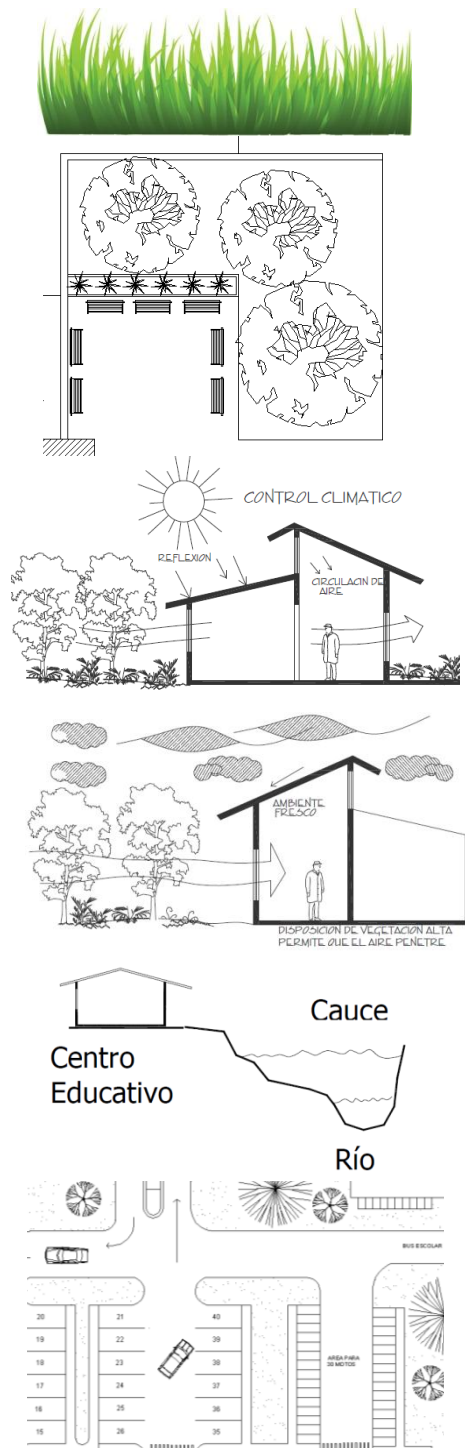 CONTROL CLIMATICO
REFLEXION
CIRCULACIN DE
AIRE
AMBIENTE
FRESCO
DISPOSICION DE VEGETACION ALTA
PERMITE QUE EL AIRE PENETRE
Cauce
Centro
Educativo
Río
BUS ESCOLAR
20 21 40
19 22 39
18 23 38
17 24 37
16 25 36
15 26 35
AREA PARA
30 MOTOS